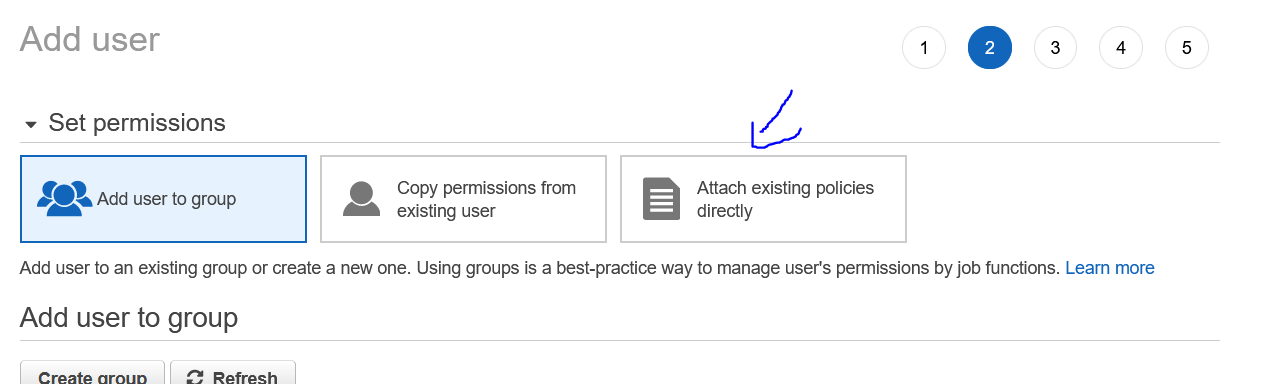 Add user
1 2 3 4 5
Set permissions
Add user to group
Copy permissions from
existing user
Attach existing policies
directly
Add user to an existing group or create a new one. Using groups is a best-practice way to manage user's permissions by job functions. Learn more
Add user to group
Create group Refresh